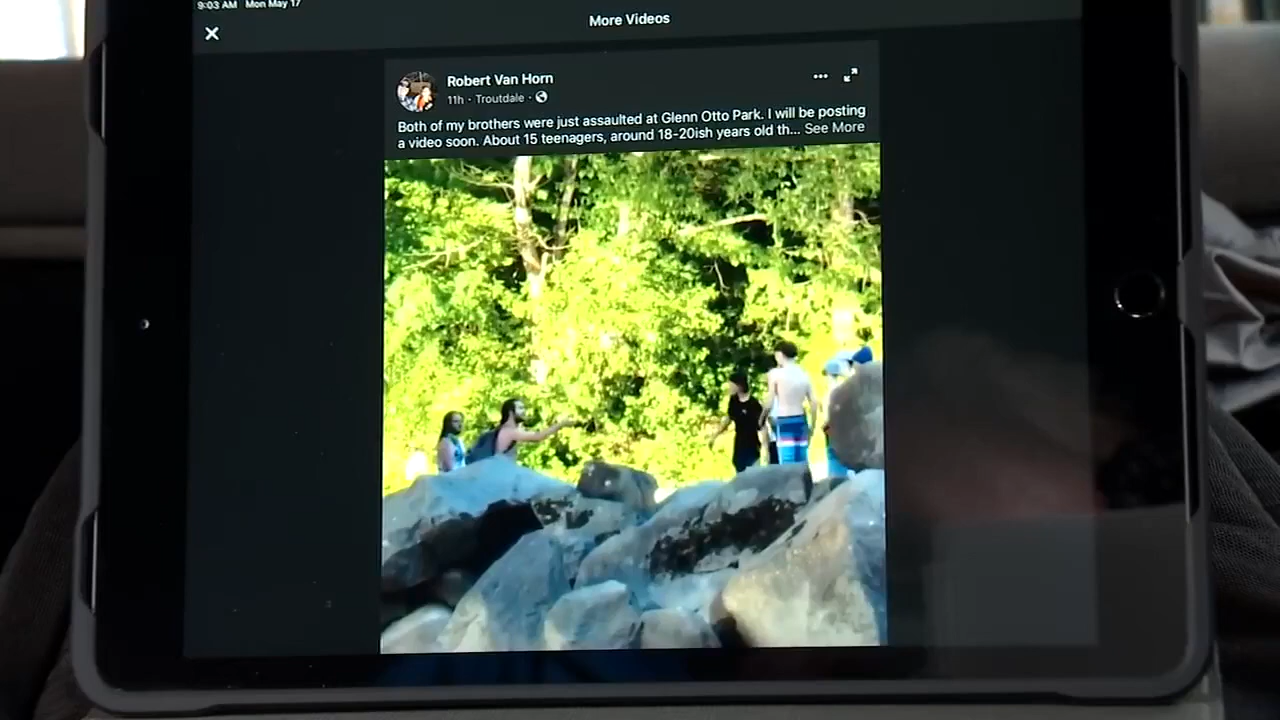 9:03 AM Mon May 17
More Videos
Robert Van Horn
11h · Troutdale ·
Both of my brothers were just assaulted at Glenn Otto Park. I will be posting
a video soon. About 15 teenagers, around 18-20ish years old th... See More